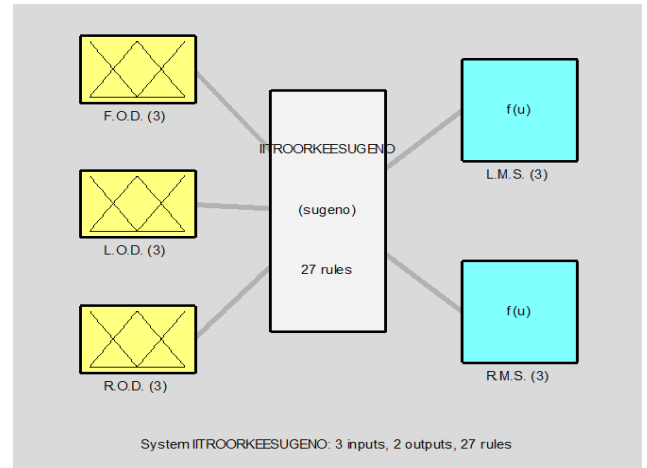 F.O.D. (3)
L.O.D. (3)
R.O.D. (3)
IITROORKEESUGENO
(sugeno)
27 rules
f(u)
L.M.S. (3)
f(u)
R.M.S. (3)
System IITROORKEESUGENO: 3 inputs, 2 outputs, 27 rules